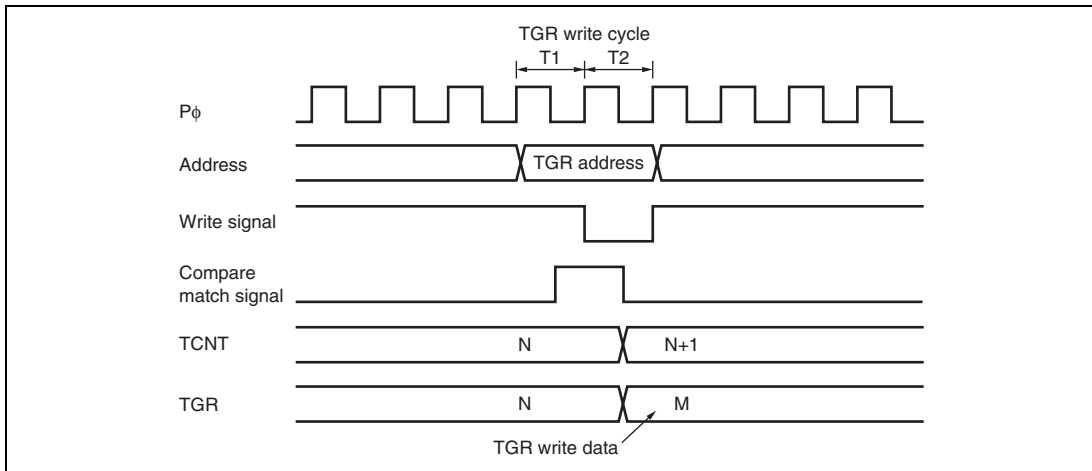 TGR write cycle
T1 T2
Pϕ
Address TGR address
Write signal
Compare
match signal
TCNT N N+1
TGR N M
TGR write data